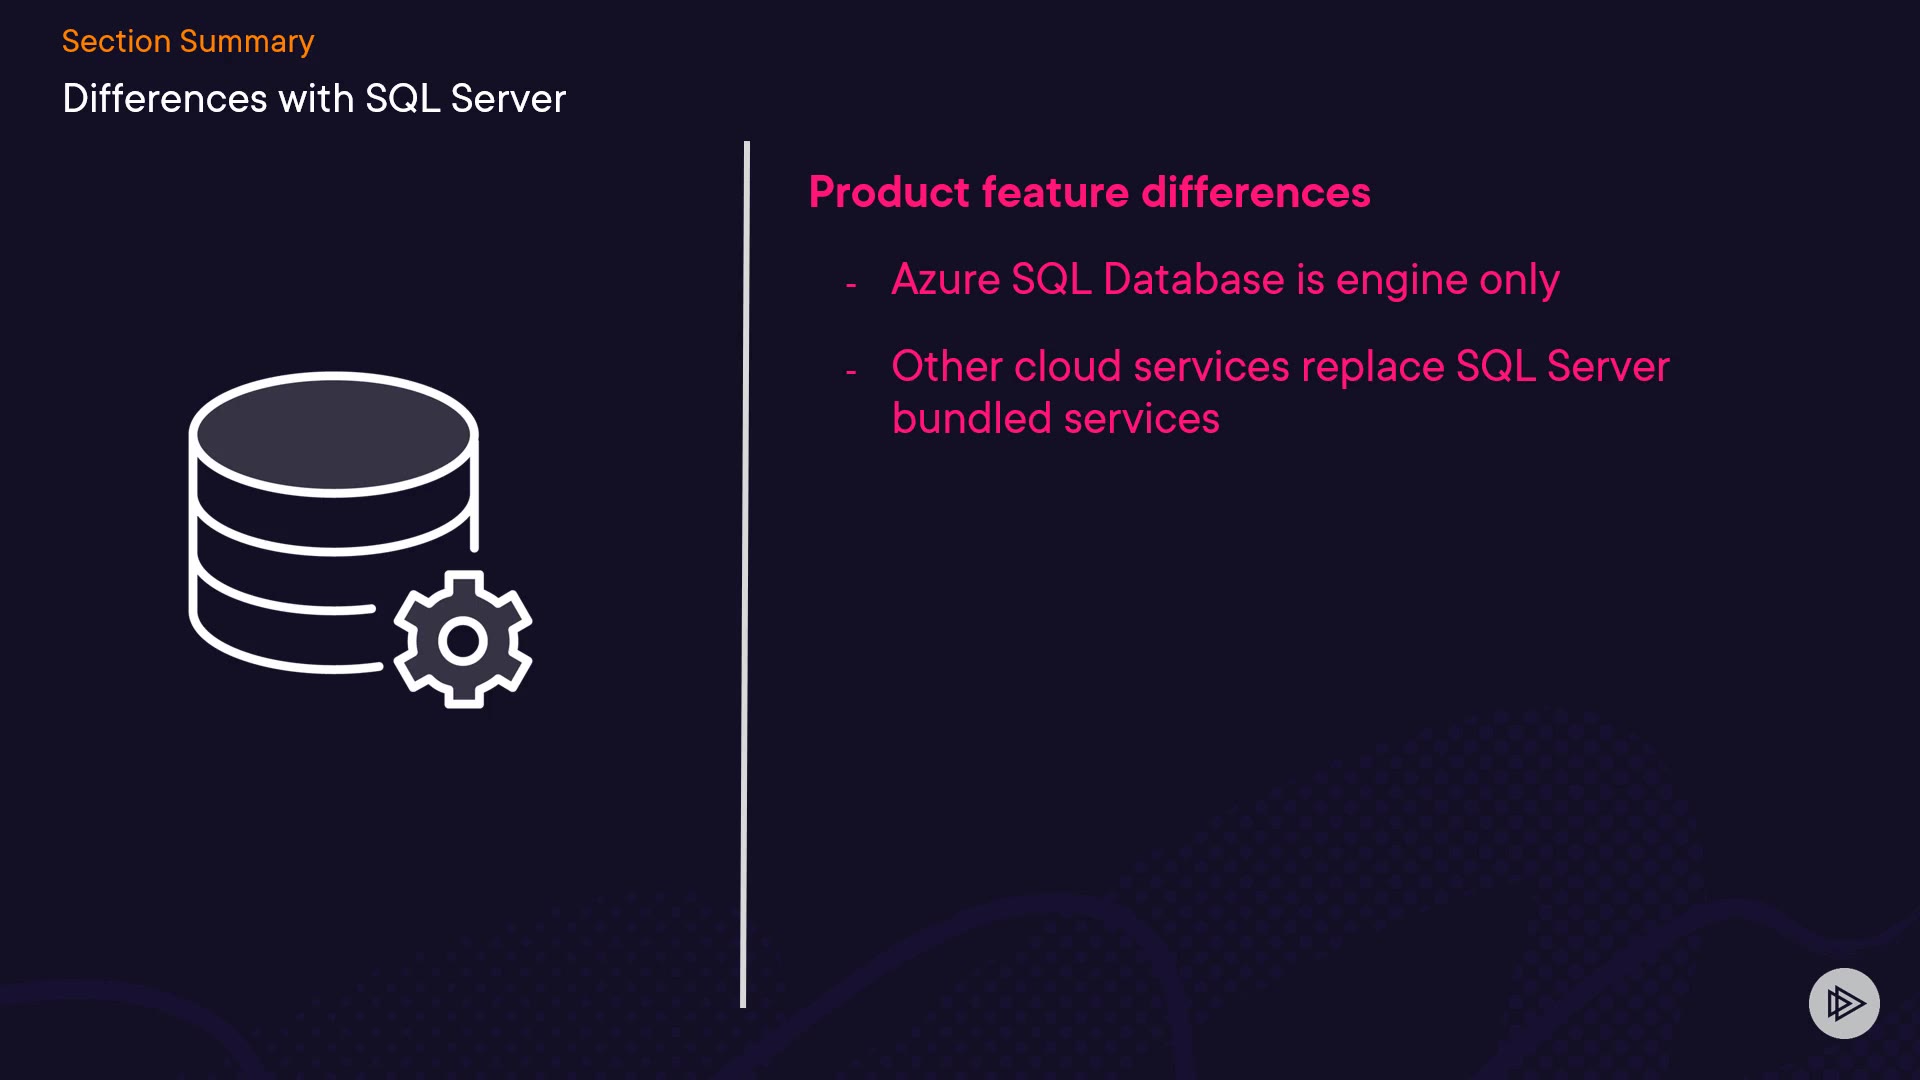 Section Summary
Differences with SQL Server
Product feature differences
- Azure SQL Database is engine only
- Other cloud services replace SQL Server
bundled services